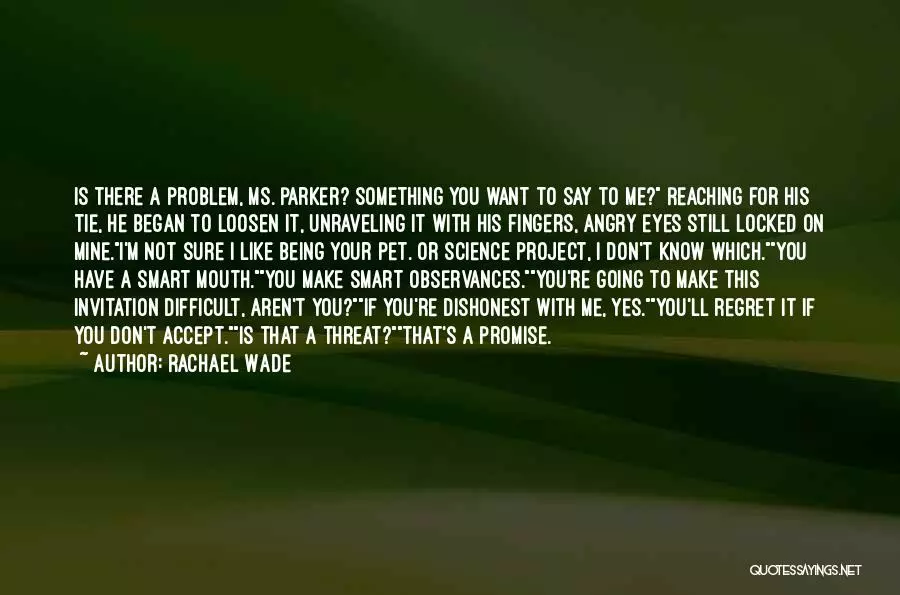 IS THERE A PROBLEM, MS. PARKER? SOMETHING YOU WANT TO SAY TO ME?" REACHING FOR HIS
TIE, HE BEGAN TO LOOSEN IT, UNRAVELING IT WITH HIS FINGERS, ANGRY EYES STILL LOCKED ON
MINE."I'M NOT SURE I LIKE BEING YOUR PET. OR SCIENCE PROJECT, I DON'T KNOW WHICH.""YOU
HAVE A SMART MOUTH.""YOU MAKE SMART OBSERVANCES.""YOU'RE GOING TO MAKE THIS
INVITATION DIFFICULT, AREN'T YOU?""IF YOU'RE DISHONEST WITH ME, YES.""YOU'LL REGRET IT IF
YOU DON'T ACCEPT.""IS THAT A THREAT?""THAT'S A PROMISE.
~ AUTHOR: RACHAEL WADE
QUOTESSAYINGS.NET